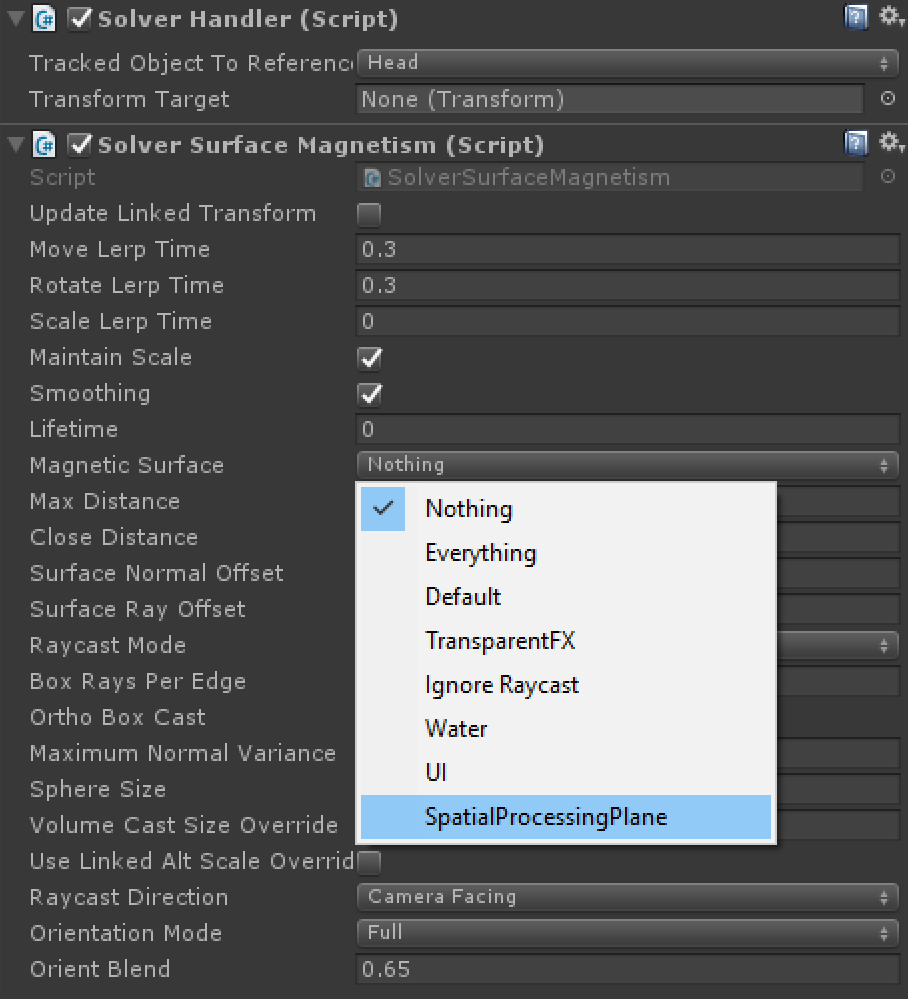 Solver Handler (Script)
Tracked Object To Referenc Head
Transform Target None (Transform)
Solver Surface Magnetism (Script)
Script SolverSurfaceMagnetism
Update Linked Transform
Move Lerp Time 0.3
Rotate Lerp Time 0.3
Scale Lerp Time 0
Maintain Scale
Smoothing
Lifetime 0
Magnetic Surface Nothing
Max Distance Nothing
Close Distance Everything
Surface Normal Offset Default
Surface Ray Offset
Raycast Mode TransparentFX
Box Rays Per Edge Ignore Raycast
Ortho Box Cast Water
Maximum Normal Variance UI
Sphere Size
Volume Cast Size Override SpatialProcessingPlane
Use Linked Alt Scale Overrid
Raycast Direction Camera Facing
Orientation Mode Full
Orient Blend 0.65